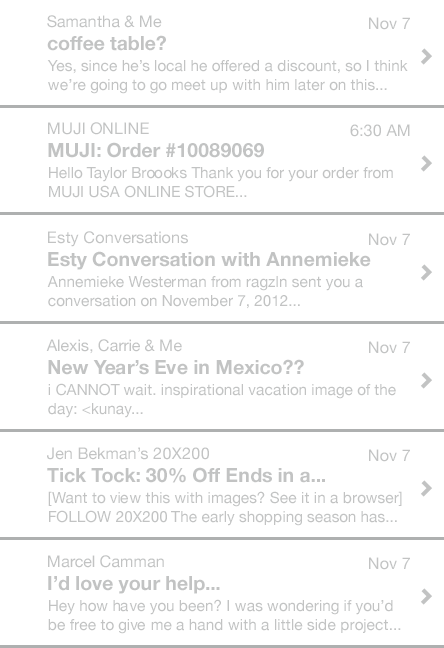 Samantha & Me
Nov 7
coffee table?
Yes, since he's local he offered a discount, so I think
we're going to go meet up with him later on this...
MUJI ONLINE
6:30 AM
MUJI: Order #10089069
Hello Taylor Broooks Thank you for your order from
MUJI USA ONLINE STORE...
Esty Conversations
Nov 7
Esty Conversation with Annemieke
Annemieke Westerman from ragzln sent you a
conversation on November 7, 2012...
Alexis, Carrie & Me
Nov 7
New Year's Eve in Mexico??
i CANNOT wait. inspirational vacation image of the
day: <kunay...
Jen Bekman's 20X200
Nov 7
Tick Tock: 30% Off Ends in a...
[Want to view this with images? See it in a browser]
FOLLOW 20X200 The early shopping season has...
Marcel Camman
Nov 7
I'd love your help...
Hey how have you been? I was wondering if you'd
be free to give me a hand with a little side project...